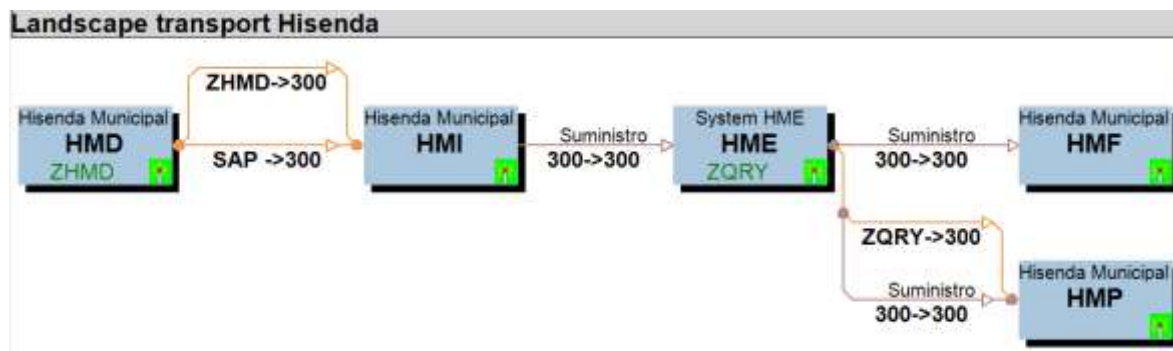 Landscape transport Hisenda
ZHMD->300
Hisenda Municipal
HMD
ZHMD
SAP ->300
Hisenda Municipal
HMI
Suministro
300->300
System HME
HME
ZQRY
Suministro
300->300
Hisenda Municipal
HMF
ZQRY->300
Suministro
300->300
Hisenda Municipal
HMP